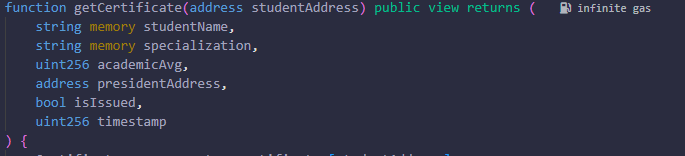 function getCertificate(address studentAddress) public view returns ( infinite gas
string memory studentName,
string memory specialization,
uint256 academicAvg,
address presidentAddress,
bool isIssued,
uint256 timestamp
) {